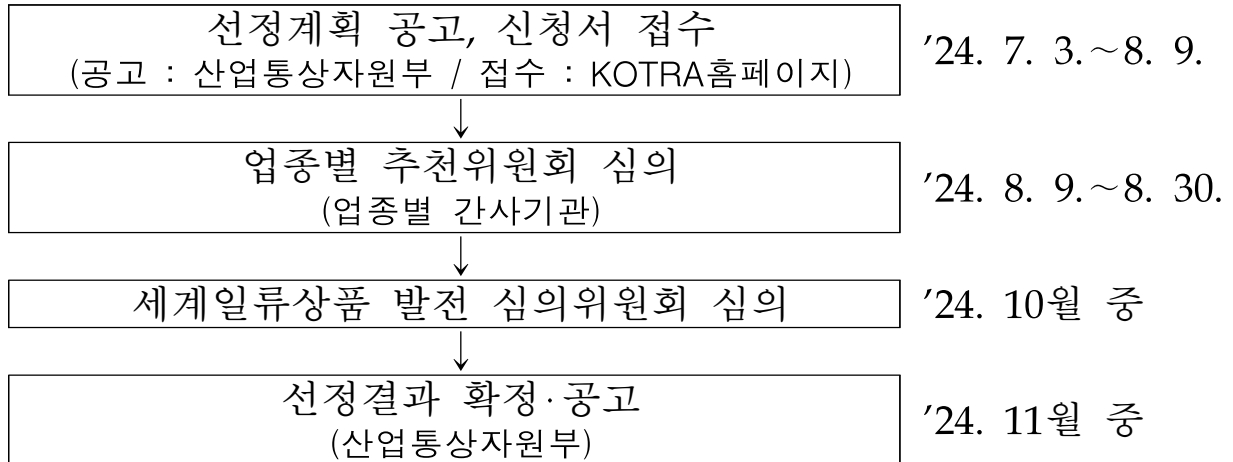 선정계획 공고, 신청서 접수
(공고 : 산업통상자원부 / 접수 : KOTRA홈페이지)
’24. 7. 3.～8. 9.
업종별 추천위원회 심의
(업종별 간사기관)
’24. 8. 9.～8. 30.
세계일류상품 발전 심의위원회 심의
’24. 10월 중
선정결과 확정·공고
(산업통상자원부)
’24. 11월 중